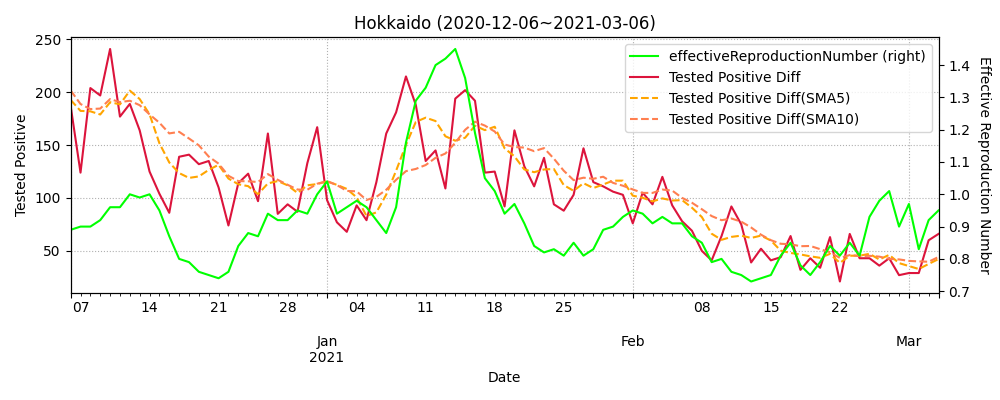 Hokkaido (2020-12-06~2021-03-06)
effectiveReproductionNumber (right)
Tested Positive Diff
Tested Positive Diff(SMA5)
Tested Positive Diff(SMA10)
Tested Positive
250
200
150
100
50
Effective Reproduction Number
1.4
1.3
1.2
1.1
1.0
0.9
0.8
0.7
07 14 21 28 04 11 18 25 08 15 22
Jan Feb Mar
2021
Date